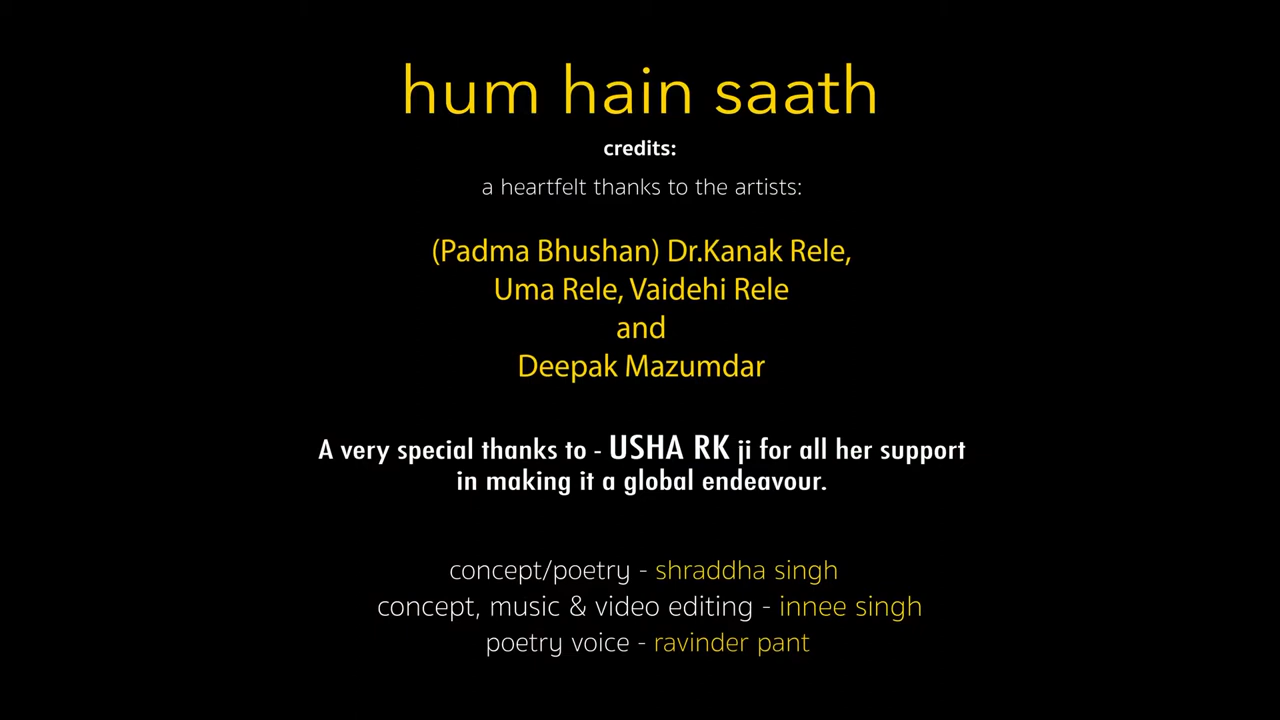 hum hain saath
credits:
a heartfelt thanks to the artists:
(Padma Bhushan) Dr.Kanak Rele,
Uma Rele, Vaidehi Rele
and
Deepak Mazumdar
A very special thanks to - USHA RK ji for all her support
in making it a global endeavour.
concept/poetry - shraddha singh
concept, music & video editing - innee singh
poetry voice - ravinder pant